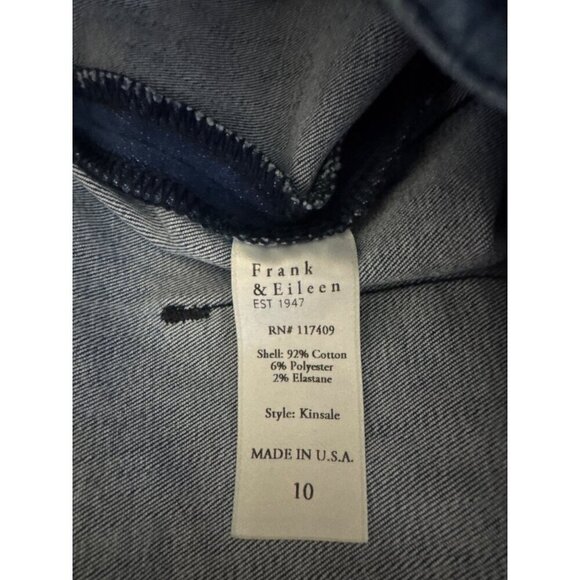 Frank
& Eileen
EST 1947
RN# 117409
Shell: 92% Cotton
6% Polyester
2% Elastane
Style: Kinsale
MADE IN U.S.A.
10